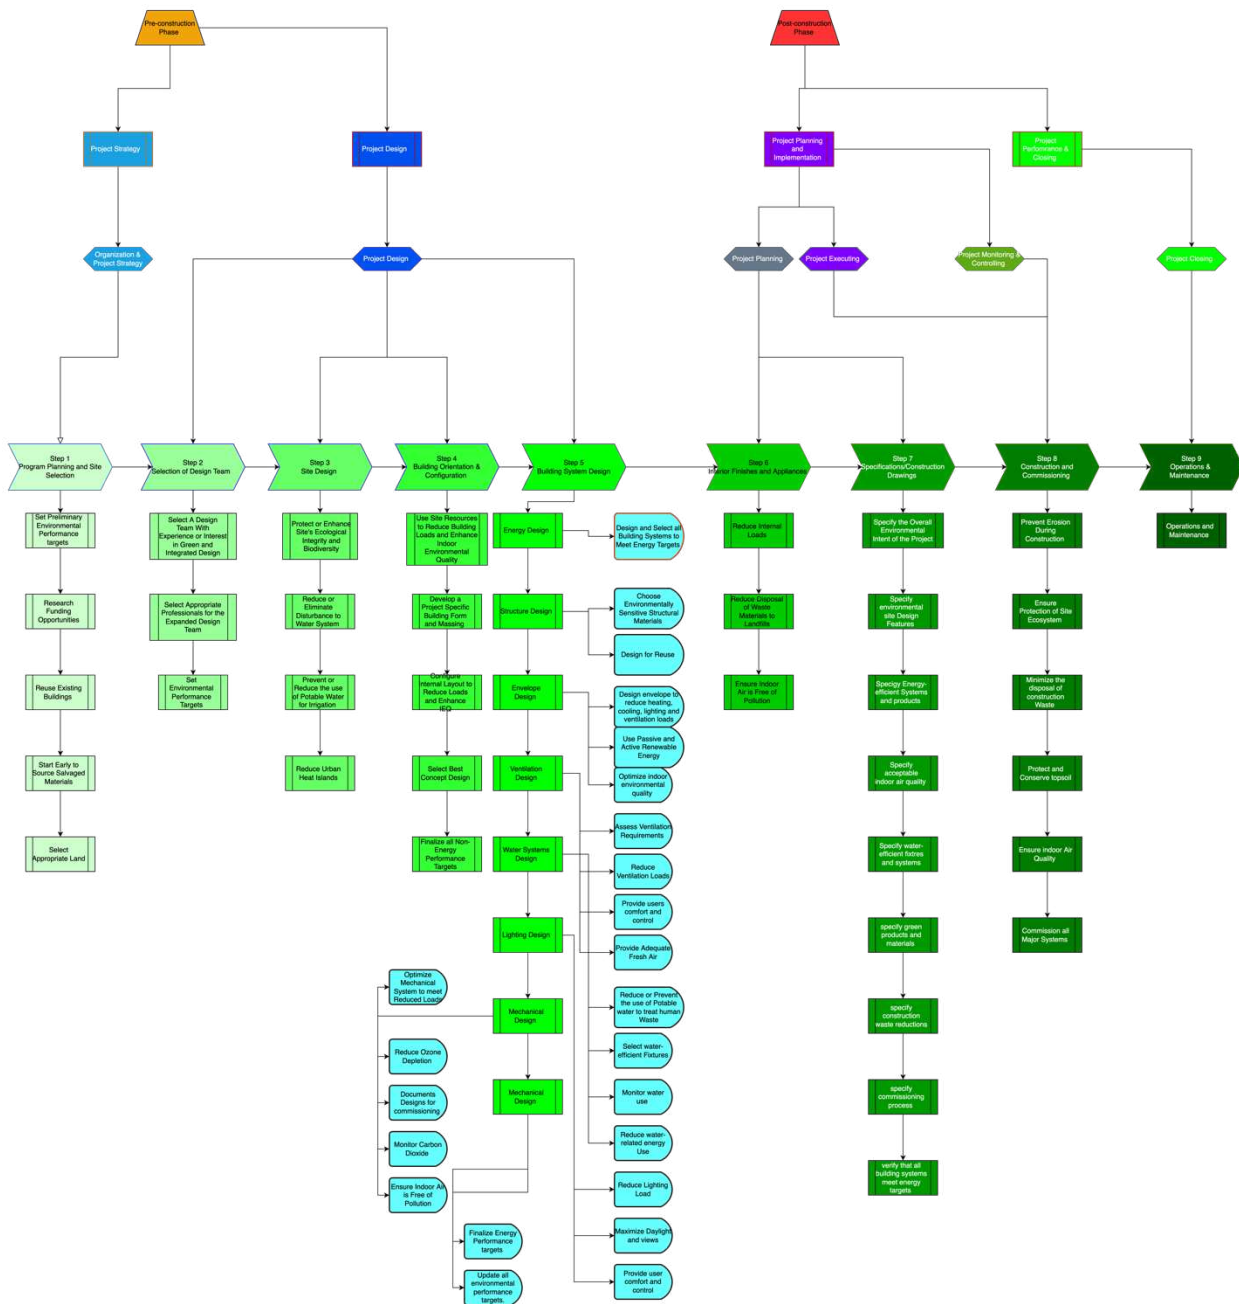 Pre-construction
Phase
Post-construction
Phase
Project Strategy
Project Design
Project Planning
and
Implementation
Project
Performance &
Closing
Organization &
Project Strategy
Project Design
Project Planning
Project Executing
Project Monitoring &
Controlling
Project Closing
Step 1
Program Planning and Site
Selection
Step 2
Selection of Design Team
Step 3
Site Design
Step 4
Building Orientation &
Configuration
Step 5
Building System Design
Step 6
Interior Finishes and Appliances
Step 7
Specifications/Construction
Drawings
Step 8
Construction and
Commissioning
Step 9
Operations &
Maintenance
Set Preliminary
Environmental
Performance
targets
Research
Funding
Opportunities
Reuse Existing
Buildings
Start Early to
Source Salvaged
Materials
Select
Appropriate Land
Select A Design
Team With
Experience or Interest
in Green and
Integrated Design
Select Appropriate
Professionals for the
Expanded Design
Team
Set
Environmental
Performance
Targets
Protect or Enhance
Site's Ecological
Integrity and
Biodiversity
Reduce or
Eliminate
Disturbance to
Water System
Prevent or
Reduce the use
of Potable Water
for Irrigation
Reduce Urban
Heat Islands
Use Site Resources
to Reduce Building
Loads and Enhance
Indoor
Environmental
Quality
Develop a
Project Specific
Building Form
and Massing
Configure
Internal Layout to
Reduce Loads
and Enhance
IEQ
Select Best
Concept Design
Finalize all Non-
Energy
Performance
Targets
Energy Design
Structure Design
Envelope
Design
Ventilation Design
Water Systems
Design
Lighting Design
Mechanical
Design
Mechanical
Design
Design and Select all
Building Systems to
Meet Energy Targets
Choose
Environmentally
Sensitive Structural
Materials
Design for Reuse
Design envelope to
reduce heating,
cooling, lighting and
ventilation loads
Use Passive and
Active Renewable
Energy
Optimize indoor
environmental
quality
Assess Ventilation
Requirements
Reduce
Ventilation Loads
Provide users
comfort and
control
Provide Adequate
Fresh Air
Reduce or Prevent
the use of Potable
water to treat human
Waste
Select water-
efficient Fixtures
Monitor water
use
Reduce water-
related energy
Use
Reduce Lighting
Load
Maximize Daylight
and views
Provide user
comfort and
control
Optimize
Mechanical
System to meet
Reduced Loads
Reduce Ozone
Depletion
Documents
Designs for
commissioning
Monitor Carbon
Dioxide
Ensure Indoor Air
is Free of
Pollution
Finalize Energy
Performance
targets
Update all
environmental
performance
targets.
Reduce Internal
Loads
Reduce Disposal
of Waste
Materials to
Landfills
Ensure Indoor
Air is Free of
Pollution
Specify the Overall
Environmental
Intent of the Project
Specify
environmental
site Design
Features
Specigy Energy-
efficient Systems
and products
Specify
acceptable
indoor air quality
Specify water-
efficient fixtres
and systems
specify green
products and
materials
specify
construction
waste reductions
specify
commissioning
process
verify that all
building systems
meet energy
targets
Prevent Erosion
During
Construction
Ensure
Protection of Site
Ecosystem
Minimize the
disposal of
construction
Waste
Protect and
Conserve topsoil
Ensure indoor Air
Quality
Commission all
Major Systems
Operations and
Maintenance